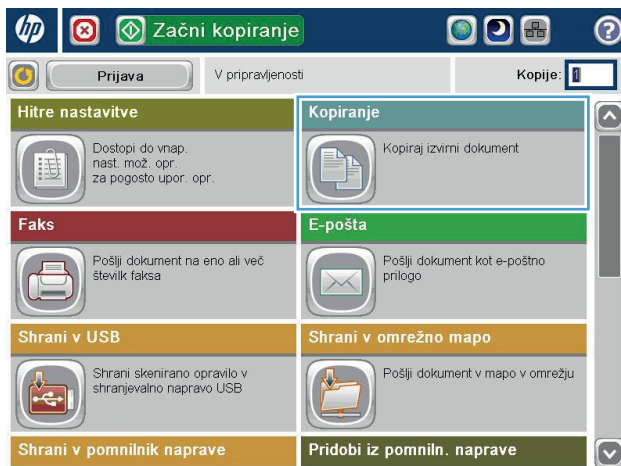 hp
Začni kopiranje
?
Prijava
V pripravljenosti
Kopije: 1
Hitre nastavitve
Dostopi do vnap.
nast. mož. opr.
za pogosto upor. opr.
Kopiranje
Kopiraj izvirni dokument
Faks
Pošlji dokument na eno ali več
številk faksa
E-pošta
Pošlji dokument kot e-poštno
prilogo
Shrani v USB
Shrani skenirano opravilo v
shranjevalno napravo USB
Shrani v omrežno mapo
Pošlji dokument v mapo v omrežju
Shrani v pomnilnik naprave
Pridobi iz pomniln. naprave